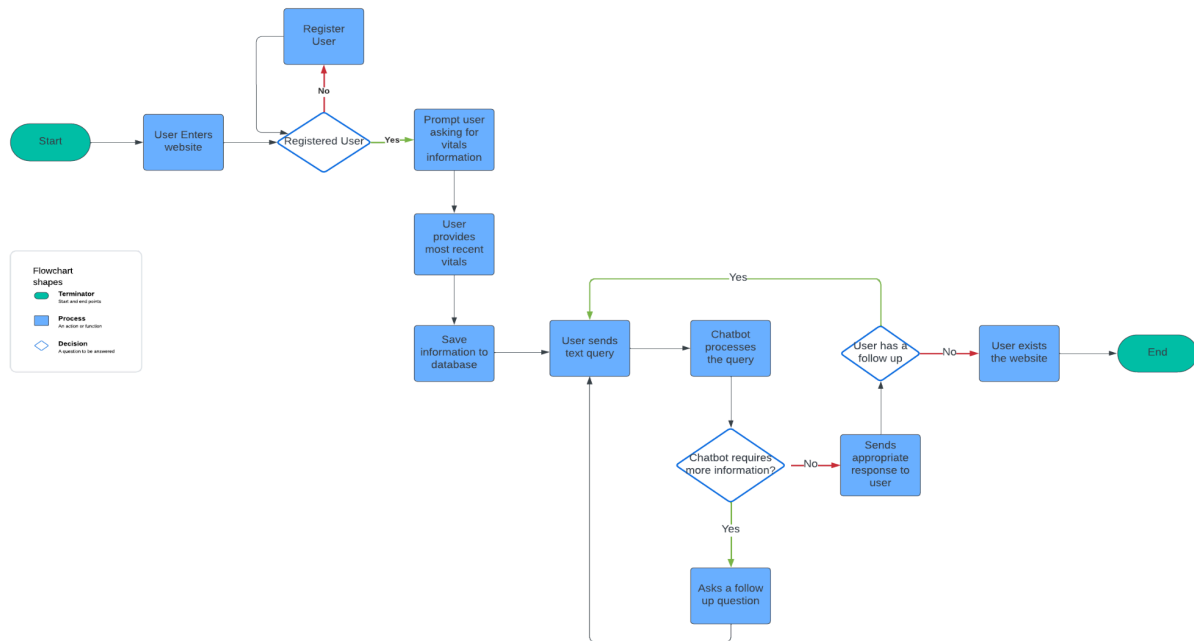 Register
User
No
Start
User Enters
website
Registered User
Yes
Prompt user
asking for
vitals
information
User
provides
most recent
vitals
Flowchart
shapes
Terminator
Start and end points
Process
An action or function
Decision
A question to be answered
Save
information to
database
Yes
User sends
text query
Chatbot
processes
the query
User has a
follow up
No
User exists
the website
End
Chatbot requires
more information?
No
Sends
appropriate
response to
user
Yes
Asks a follow
up question